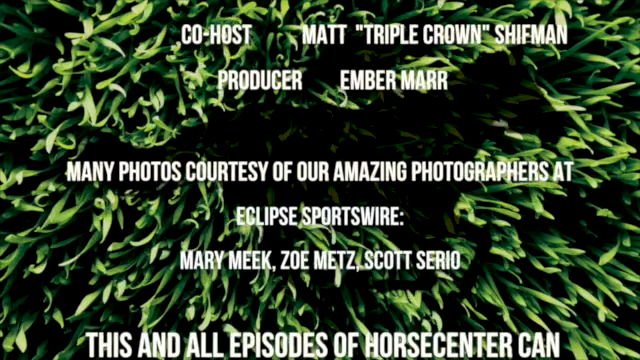 CO-HOST MATT "TRIPLE CROWN" SHIFMAN
PRODUCER EMBER MARR
MANY PHOTOS COURTESY OF OUR AMAZING PHOTOGRAPHERS AT
ECLIPSE SPORTSWIRE:
MARY MEEK, ZOE METZ, SCOTT SERIO
THIS AND ALL EPISODES OF HORSECENTER CAN